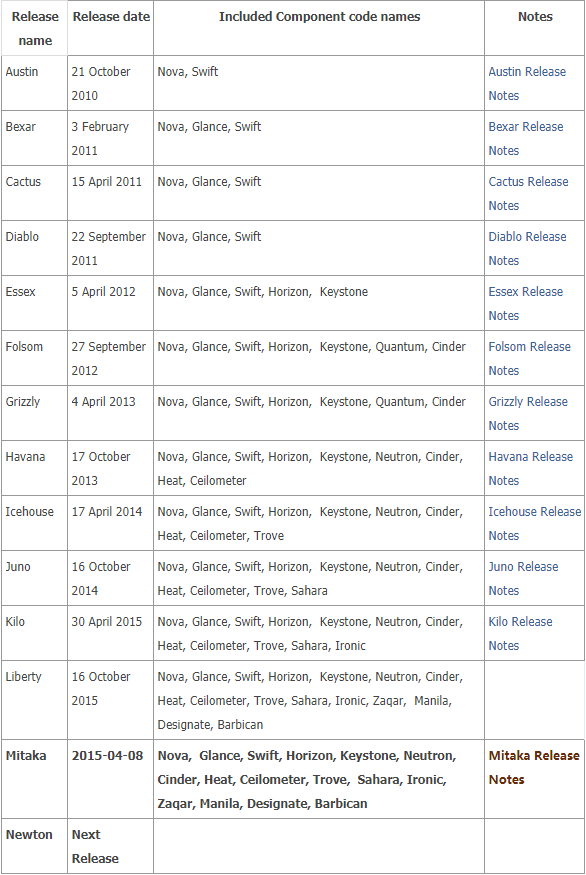 Release name Release date Included Component code names Notes
Austin 21 October 2010 Nova, Swift Austin Release Notes
Bexar 3 February 2011 Nova, Glance, Swift Bexar Release Notes
Cactus 15 April 2011 Nova, Glance, Swift Cactus Release Notes
Diablo 22 September 2011 Nova, Glance, Swift Diablo Release Notes
Essex 5 April 2012 Nova, Glance, Swift, Horizon, Keystone Essex Release Notes
Folsom 27 September 2012 Nova, Glance, Swift, Horizon, Keystone, Quantum, Cinder Folsom Release Notes
Grizzly 4 April 2013 Nova, Glance, Swift, Horizon, Keystone, Quantum, Cinder Grizzly Release Notes
Havana 17 October 2013 Nova, Glance, Swift, Horizon, Keystone, Neutron, Cinder, Heat, Ceilometer Havana Release Notes
Icehouse 17 April 2014 Nova, Glance, Swift, Horizon, Keystone, Neutron, Cinder, Heat, Ceilometer, Trove Icehouse Release Notes
Juno 16 October 2014 Nova, Glance, Swift, Horizon, Keystone, Neutron, Cinder, Heat, Ceilometer, Trove, Sahara Juno Release Notes
Kilo 30 April 2015 Nova, Glance, Swift, Horizon, Keystone, Neutron, Cinder, Heat, Ceilometer, Trove, Sahara, Ironic Kilo Release Notes
Liberty 16 October 2015 Nova, Glance, Swift, Horizon, Keystone, Neutron, Cinder, Heat, Ceilometer, Trove, Sahara, Ironic, Zaqar, Manila, Designate, Barbican
Mitaka 2015-04-08 Nova, Glance, Swift, Horizon, Keystone, Neutron, Cinder, Heat, Ceilometer, Trove, Sahara, Ironic, Zaqar, Manila, Designate, Barbican Mitaka Release Notes
Newton Next Release